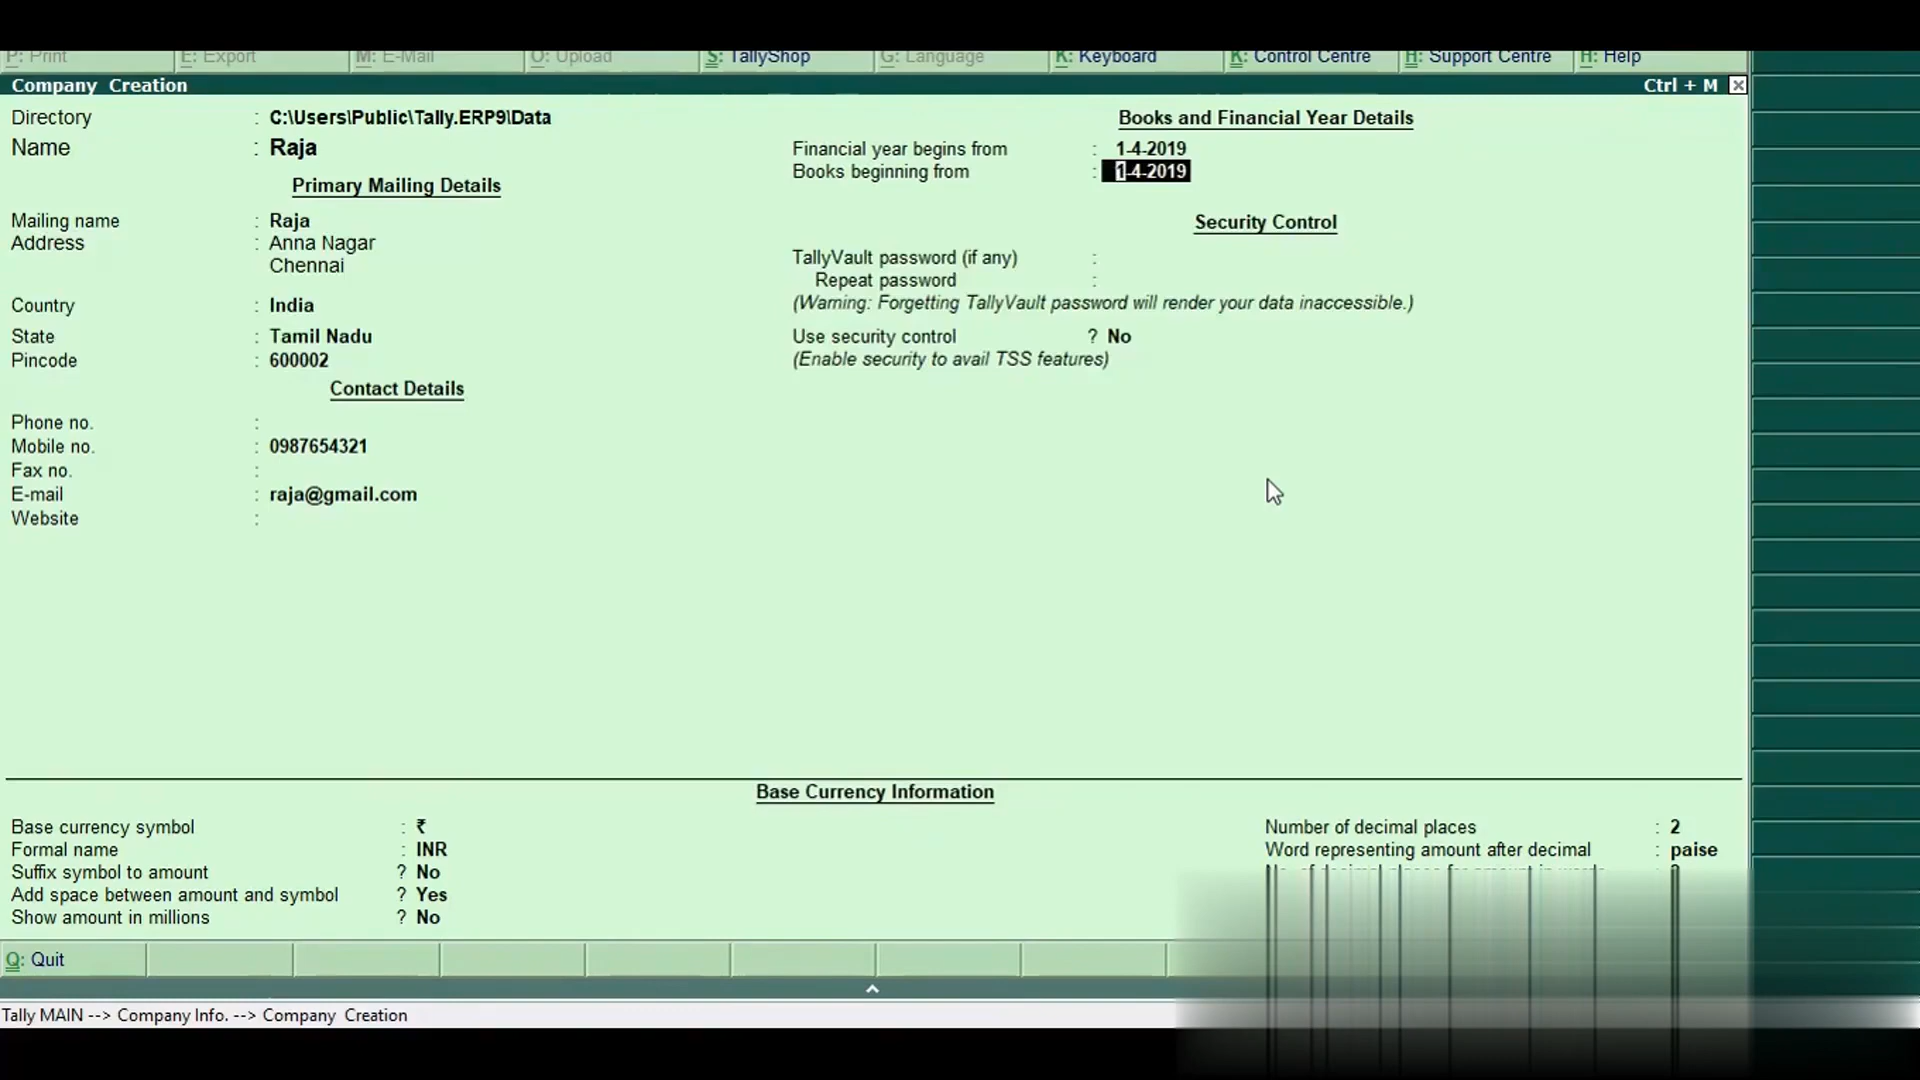 P: Print E: Export M: E-Mail O: Upload S: TallyShop G: Language K: Keyboard K: Control Centre H: Support Centre H: Help
Company Creation Ctrl + M
Directory : C:\Users\Public\Tally.ERP9\Data
Name : Raja
Primary Mailing Details
Mailing name : Raja
Address : Anna Nagar
Chennai
Country : India
State : Tamil Nadu
Pincode : 600002
Contact Details
Phone no. :
Mobile no. : 0987654321
Fax no. :
E-mail : raja@gmail.com
Website :
Books and Financial Year Details
Financial year begins from : 1-4-2019
Books beginning from : 1-4-2019
Security Control
TallyVault password (if any) :
Repeat password :
(Warning: Forgetting TallyVault password will render your data inaccessible.)
Use security control ? No
(Enable security to avail TSS features)
Base Currency Information
Base currency symbol : ₹
Formal name : INR
Suffix symbol to amount ? No
Add space between amount and symbol ? Yes
Show amount in millions ? No
Number of decimal places : 2
Word representing amount after decimal : paise
Q: Quit
Tally MAIN --> Company Info. --> Company Creation